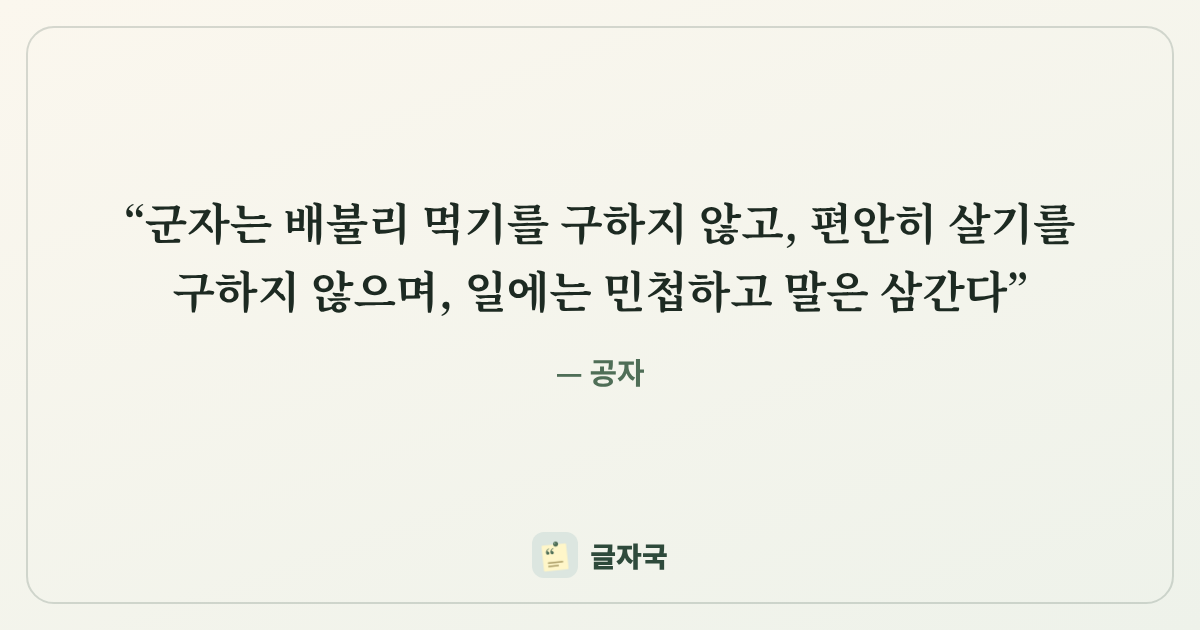 “군자는 배불리 먹기를 구하지 않고, 편안히 살기를
구하지 않으며, 일에는 민첩하고 말은 삼간다”
— 공자
글자국